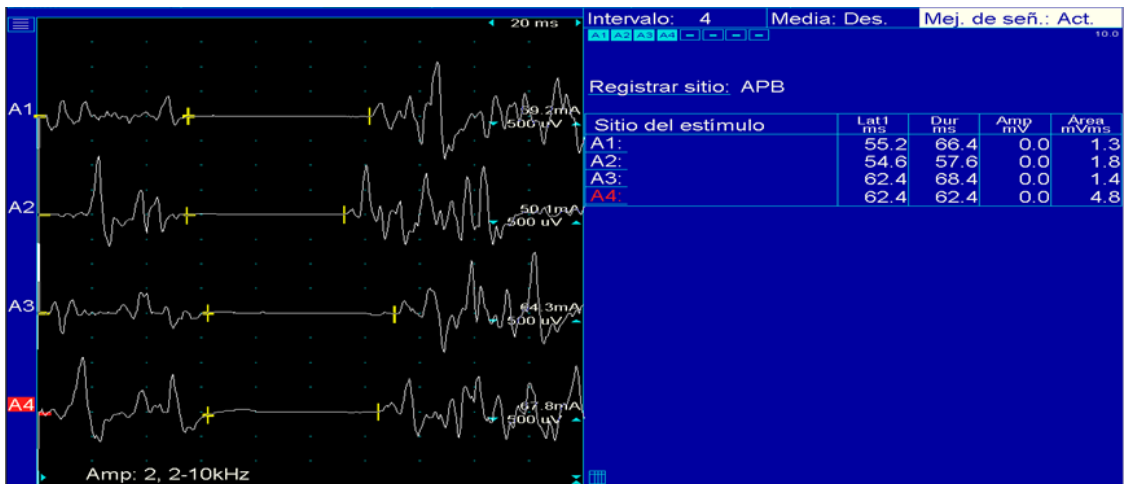 20 ms
A1
59.2mA
500 uV
A2
50.1mA
500 uV
A3
64.3mA
500 uV
A4
67.8mA
500 uV
Amp: 2, 2-10kHz
Intervalo: 4 Media: Des. Mej. de señ.: Act.
A1 A2 A3 A4 - - - - 10.0
Registrar sitio: APB
Sitio del estímulo Lat1 ms Dur ms Amp mV Área mVms
A1: 55.2 66.4 0.0 1.3
A2: 54.6 57.6 0.0 1.8
A3: 62.4 68.4 0.0 1.4
A4: 62.4 62.4 0.0 4.8